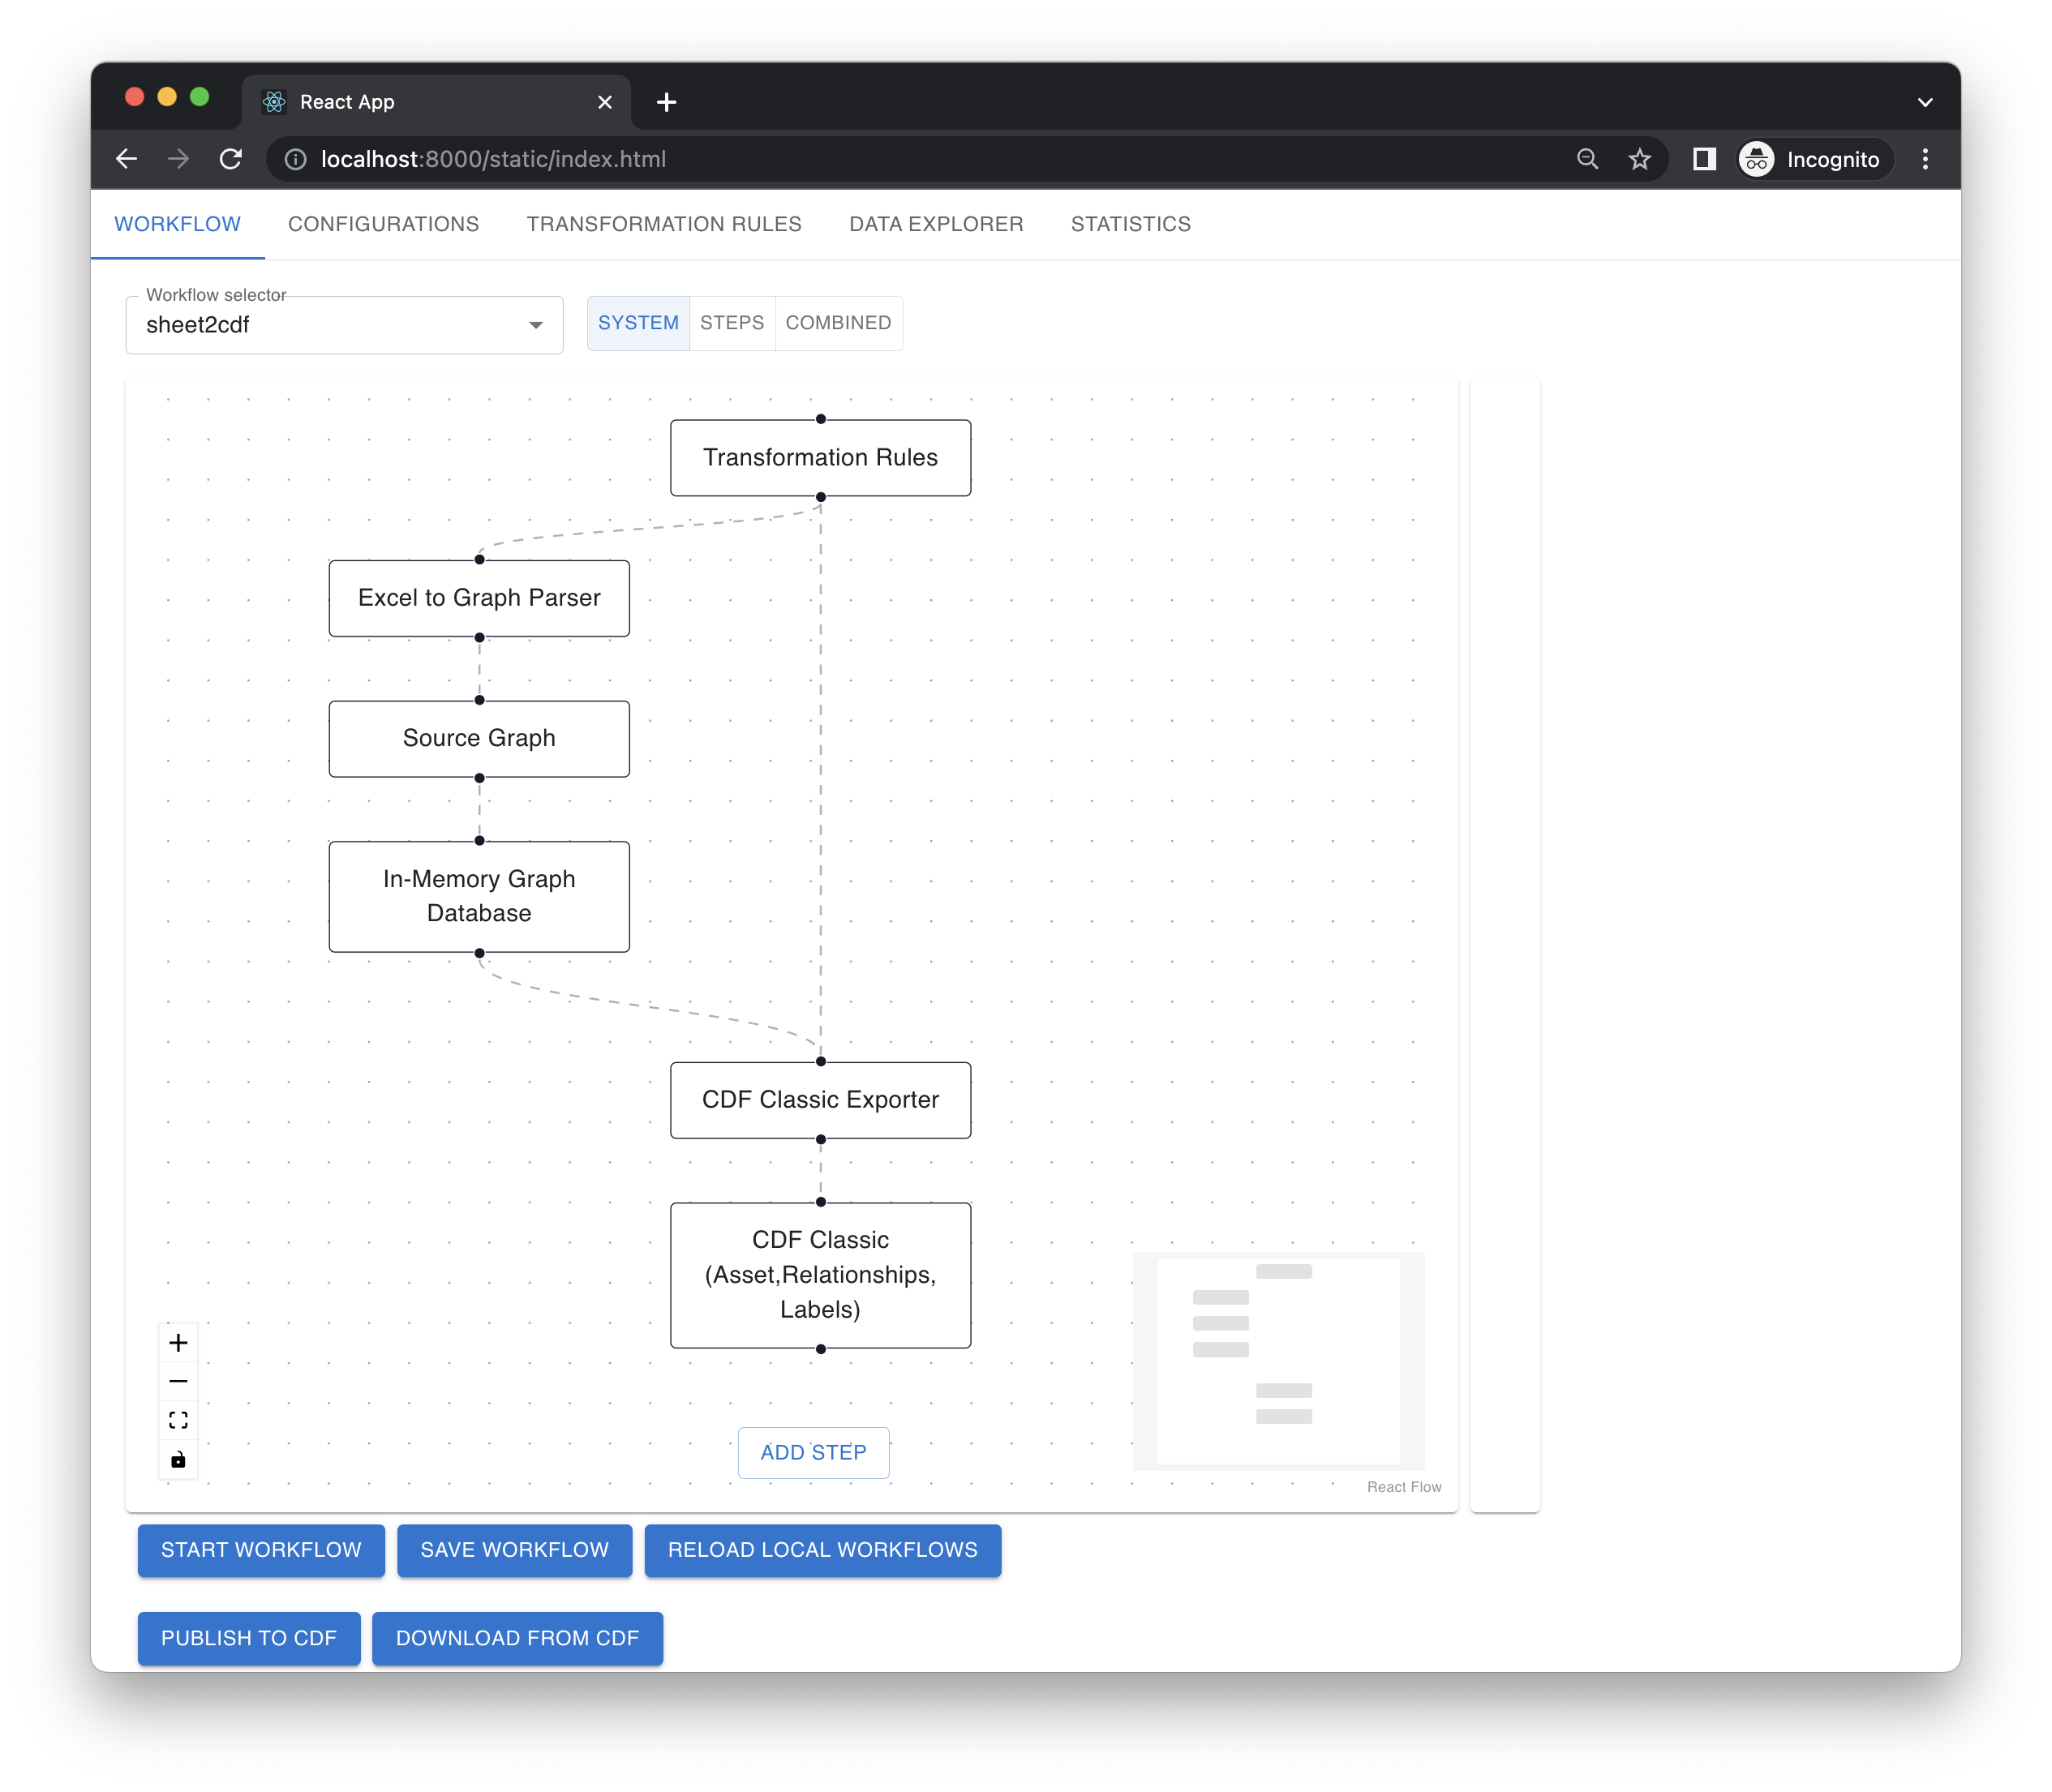 React App
localhost:8000/static/index.html
Incognito
WORKFLOW
CONFIGURATIONS
TRANSFORMATION RULES
DATA EXPLORER
STATISTICS
Workflow selector
sheet2cdf
SYSTEM
STEPS
COMBINED
Transformation Rules
Excel to Graph Parser
Source Graph
In-Memory Graph
Database
CDF Classic Exporter
CDF Classic
(Asset,Relationships,
Labels)
ADD STEP
React Flow
START WORKFLOW
SAVE WORKFLOW
RELOAD LOCAL WORKFLOWS
PUBLISH TO CDF
DOWNLOAD FROM CDF